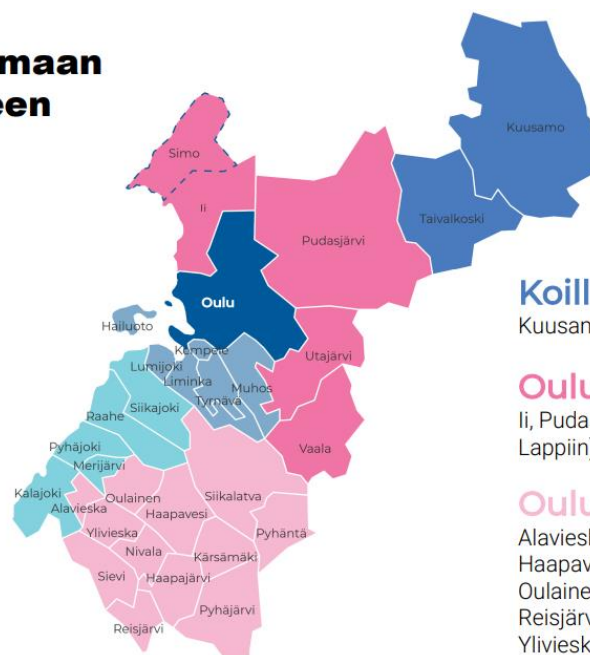 maan
een
Kuusamo
Simo
Taivalkoski
Ii
Pudasjärvi
Oulu
Hailuoto
Kempele
Utajärvi
Lumijoki
Liminka
Muhos
Tyrnävä
Siikajoki
Raahe
Vaala
Pyhäjoki
Merijärvi
Kalajoki
Oulainen
Siikalatva
Alavieska
Haapavesi
Ylivieska
Pyhäntä
Nivala
Kärsämäki
Sievi
Haapajärvi
Pyhäjärvi
Reisjärvi
Koill
Kuusan
Oulu
Ii, Puda
Lappiin
Oulu
Alaviesl
Haapav
Oulaine
Reisjärv
Yliviesk